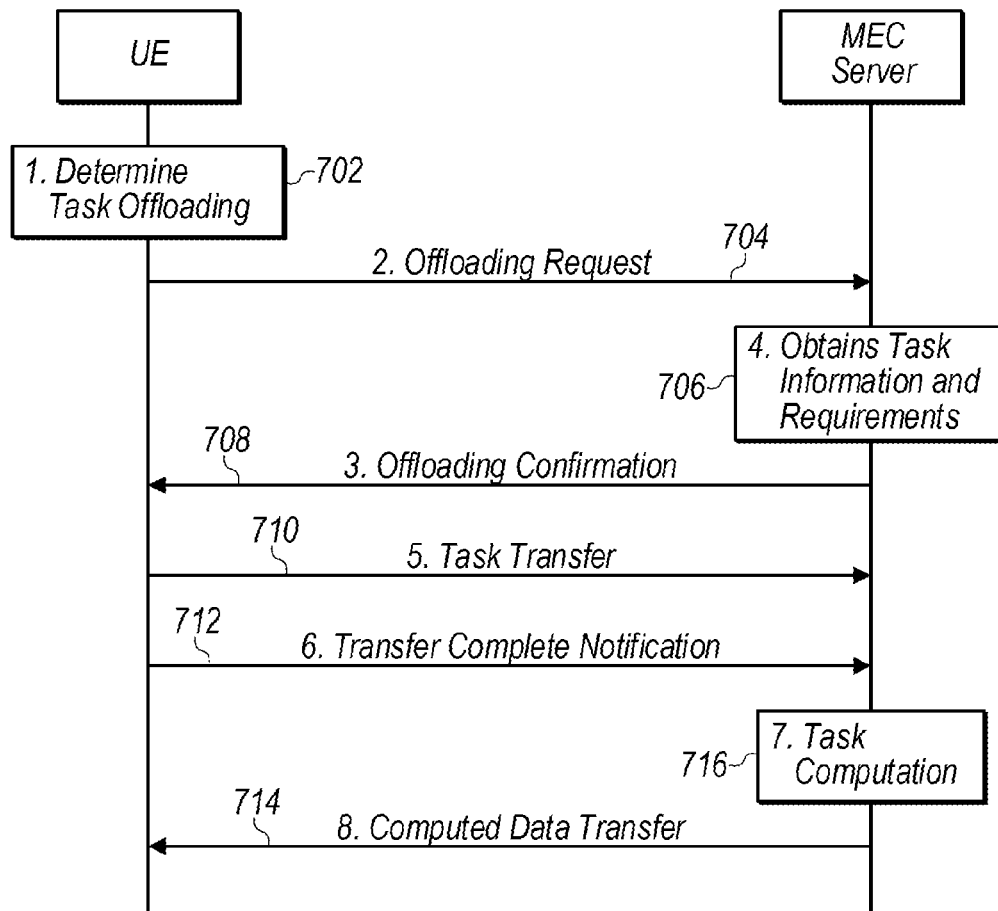 UE
MEC
Server
1. Determine
Task Offloading
702
2. Offloading Request
704
4. Obtains Task
Information and
Requirements
706
708
3. Offloading Confirmation
710
5. Task Transfer
712
6. Transfer Complete Notification
7. Task
Computation
716
714
8. Computed Data Transfer